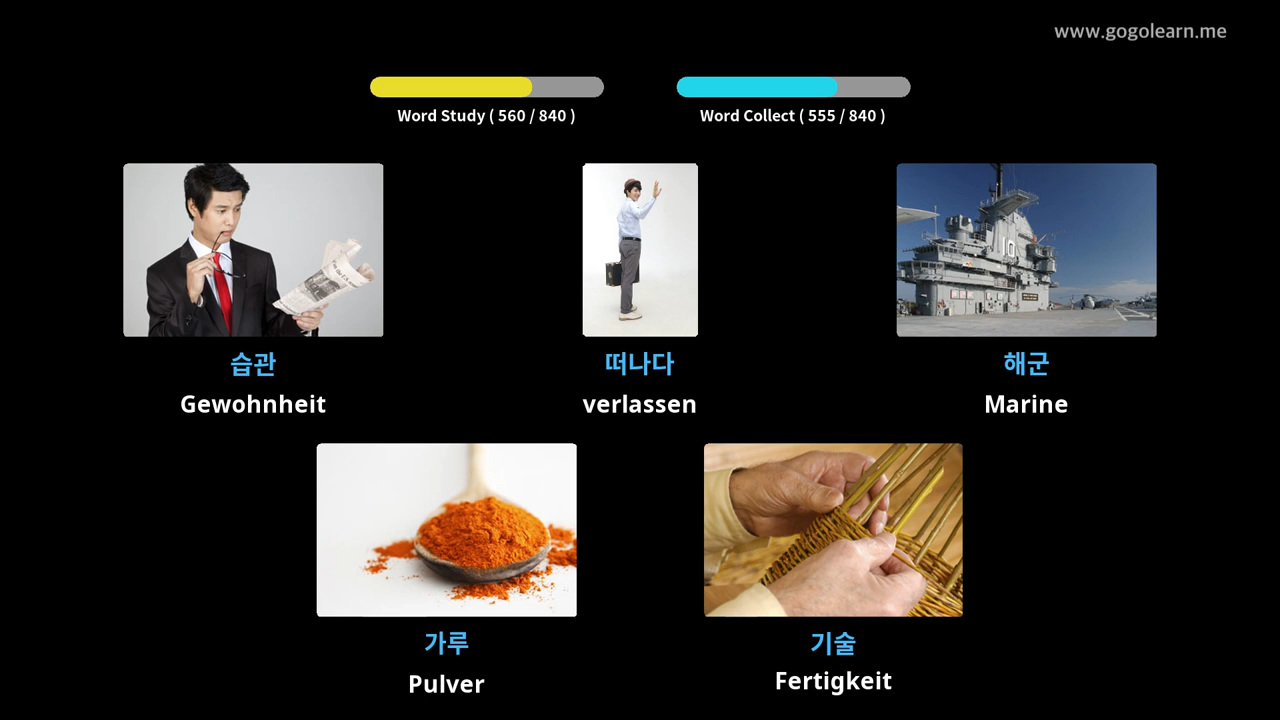 www.gogolearn.me
Word Study ( 560 / 840 )
Word Collect ( 555 / 840 )
습관
Gewohnheit
떠나다
verlassen
해군
Marine
10
가루
Pulver
기술
Fertigkeit